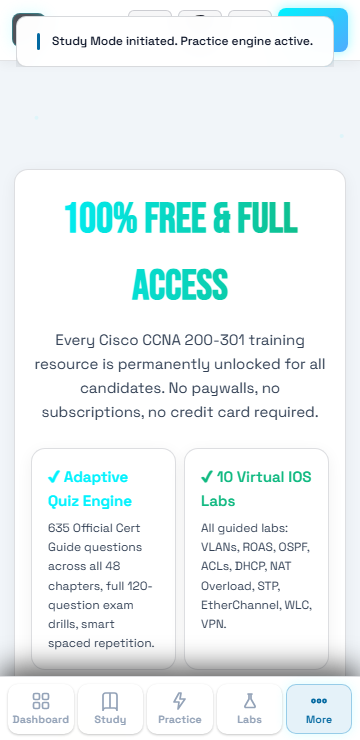 Study Mode initiated. Practice engine active.
100% FREE & FULL
ACCESS
Every Cisco CCNA 200-301 training
resource is permanently unlocked for all
candidates. No paywalls, no
subscriptions, no credit card required.
✓ Adaptive
Quiz Engine
635 Official Cert
Guide questions
across all 48
chapters, full 120-
question exam
drills, smart
spaced repetition.
✓ 10 Virtual IOS
Labs
All guided labs:
VLANs, ROAS, OSPF,
ACLs, DHCP, NAT
Overload, STP,
EtherChannel, WLC,
VPN.
Dashboard
Study
Practice
Labs
More